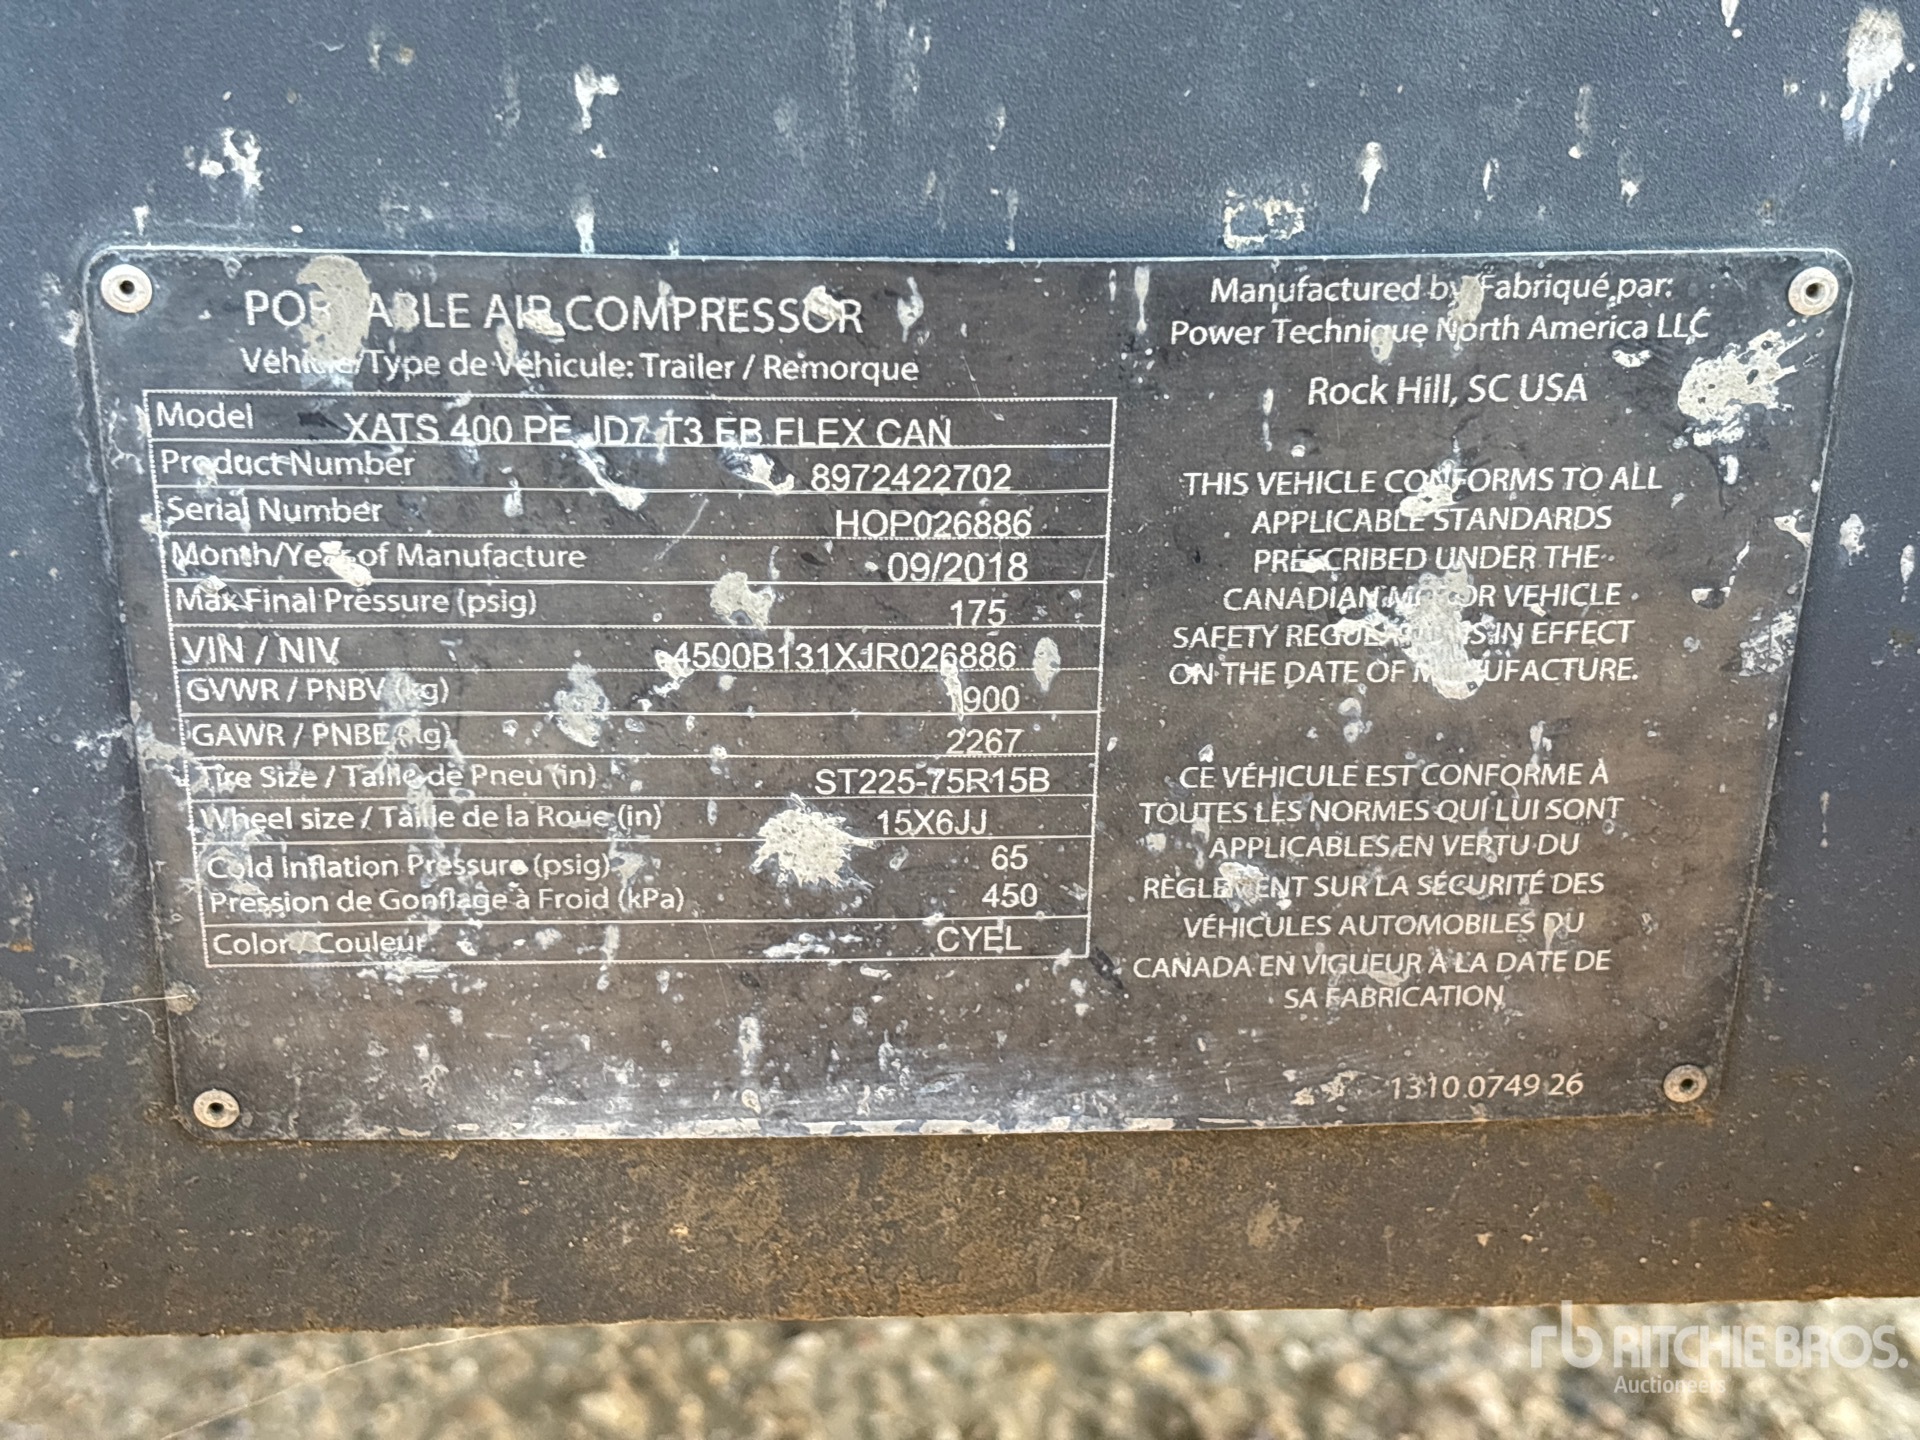 PORTABLE AIR COMPRESSOR
Véhicle/Type de Véhicule: Trailer / Remorque
Model XATS 400 PE JD7 T3 EB FLEX CAN
Product Number 8972422702
Serial Number HOP026886
Month/Year of Manufacture 09/2018
Max Final Pressure (psig) 175
VIN / NIV 4500B131XJR026886
GVWR / PNBV (kg) 1900
GAWR / PNBE (kg) 2267
Tire Size / Taille de Pneu (in) ST225-75R15B
Wheel size / Taille de la Roue (in) 15X6JJ
Cold Inflation Pressure (psig) 65
Pression de Gonflage à Froid (kPa) 450
Color / Couleur CYEL
Manufactured by/Fabriqué par:
Power Technique North America LLC
Rock Hill, SC USA
THIS VEHICLE CONFORMS TO ALL
APPLICABLE STANDARDS
PRESCRIBED UNDER THE
CANADIAN MOTOR VEHICLE
SAFETY REGULATIONS IN EFFECT
ON THE DATE OF MANUFACTURE.
CE VÉHICULE EST CONFORME À
TOUTES LES NORMES QUI LUI SONT
APPLICABLES EN VERTU DU
RÈGLEMENT SUR LA SÉCURITÉ DES
VÉHICULES AUTOMOBILES DU
CANADA EN VIGUEUR À LA DATE DE
SA FABRICATION
1310 0749 26
rb RITCHIE BROS.
Auctioneers